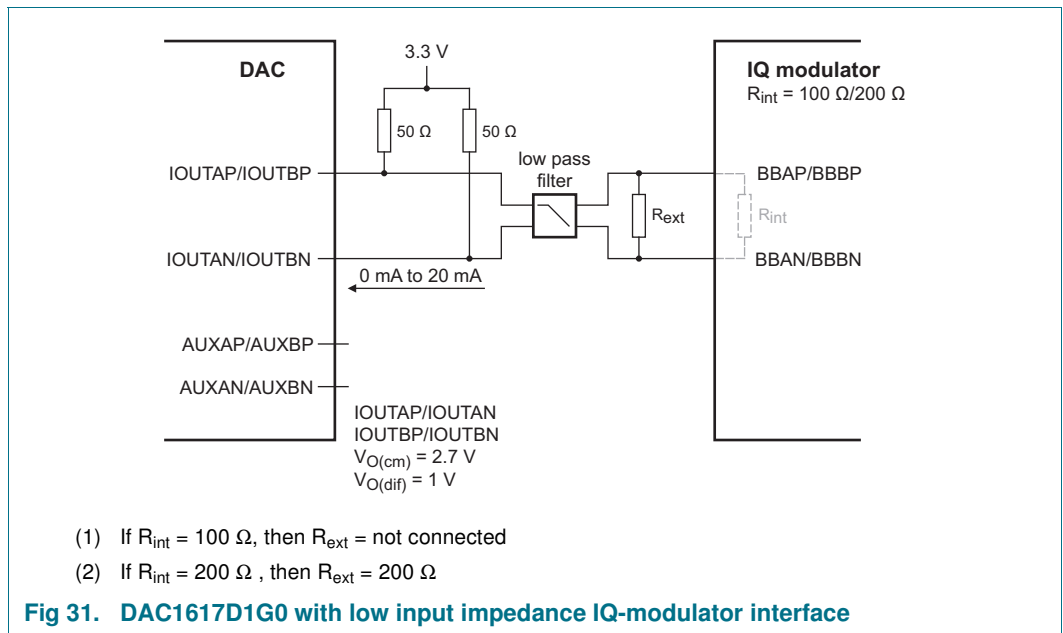 3.3 V
DAC
IQ modulator
Rint = 100 Ω/200 Ω
50 Ω
50 Ω
low pass
filter
IOUTAP/IOUTBP
BBAP/BBBP
Rext
Rint
IOUTAN/IOUTBN
BBAN/BBBN
0 mA to 20 mA
AUXAP/AUXBP
AUXAN/AUXBN
IOUTAP/IOUTAN
IOUTBP/IOUTBN
VO(cm) = 2.7 V
VO(dif) = 1 V
(1) If Rint = 100 Ω, then Rext = not connected
(2) If Rint = 200 Ω , then Rext = 200 Ω
Fig 31. DAC1617D1G0 with low input impedance IQ-modulator interface